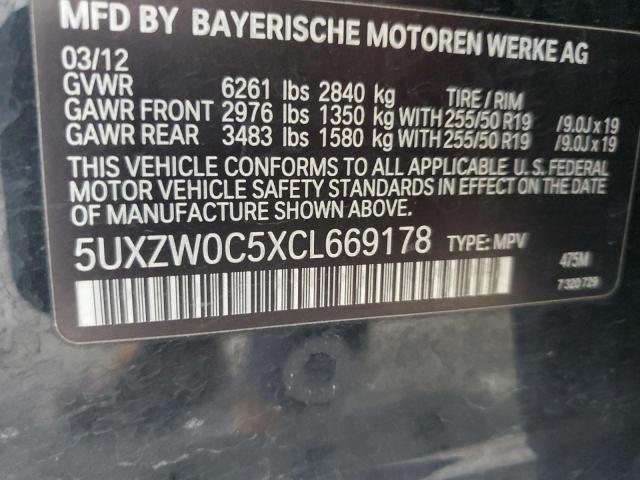 MFD BY BAYERISCHE MOTOREN WERKE AG
03/12
GVWR 6261 lbs 2840 kg TIRE / RIM
GAWR FRONT 2976 lbs 1350 kg WITH 255/50 R19 /9.0J x 19
GAWR REAR 3483 lbs 1580 kg WITH 255/50 R19 /9.0J x 19
THIS VEHICLE CONFORMS TO ALL APPLICABLE U.S. FEDERAL
MOTOR VEHICLE SAFETY STANDARDS IN EFFECT ON THE DATE
OF MANUFACTURE SHOWN ABOVE.
5UXZW0C5XCL669178 TYPE: MPV 475M
7 320 729